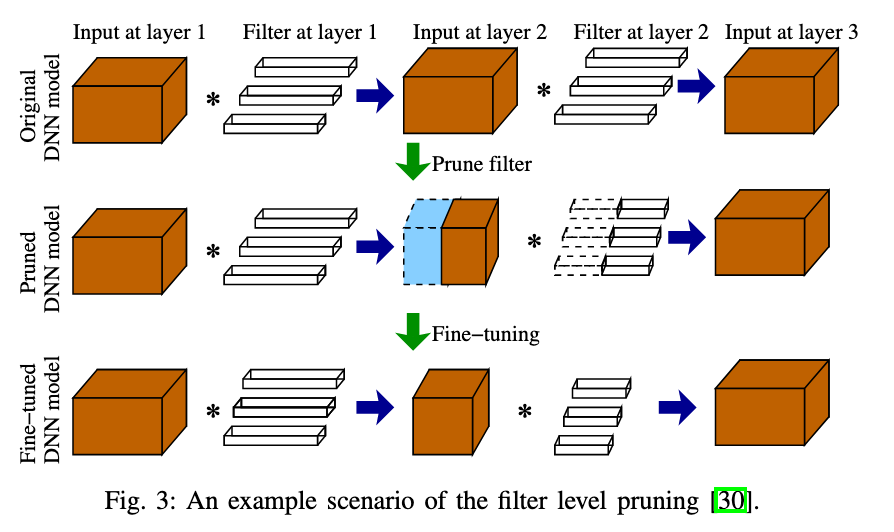 Input at layer 1 Filter at layer 1 Input at layer 2 Filter at layer 2 Input at layer 3
Original
DNN model
* *
Prune filter
Pruned
DNN model
* *
Fine−tuning
Fine−tuned
DNN model
* *
Fig. 3: An example scenario of the filter level pruning [30].